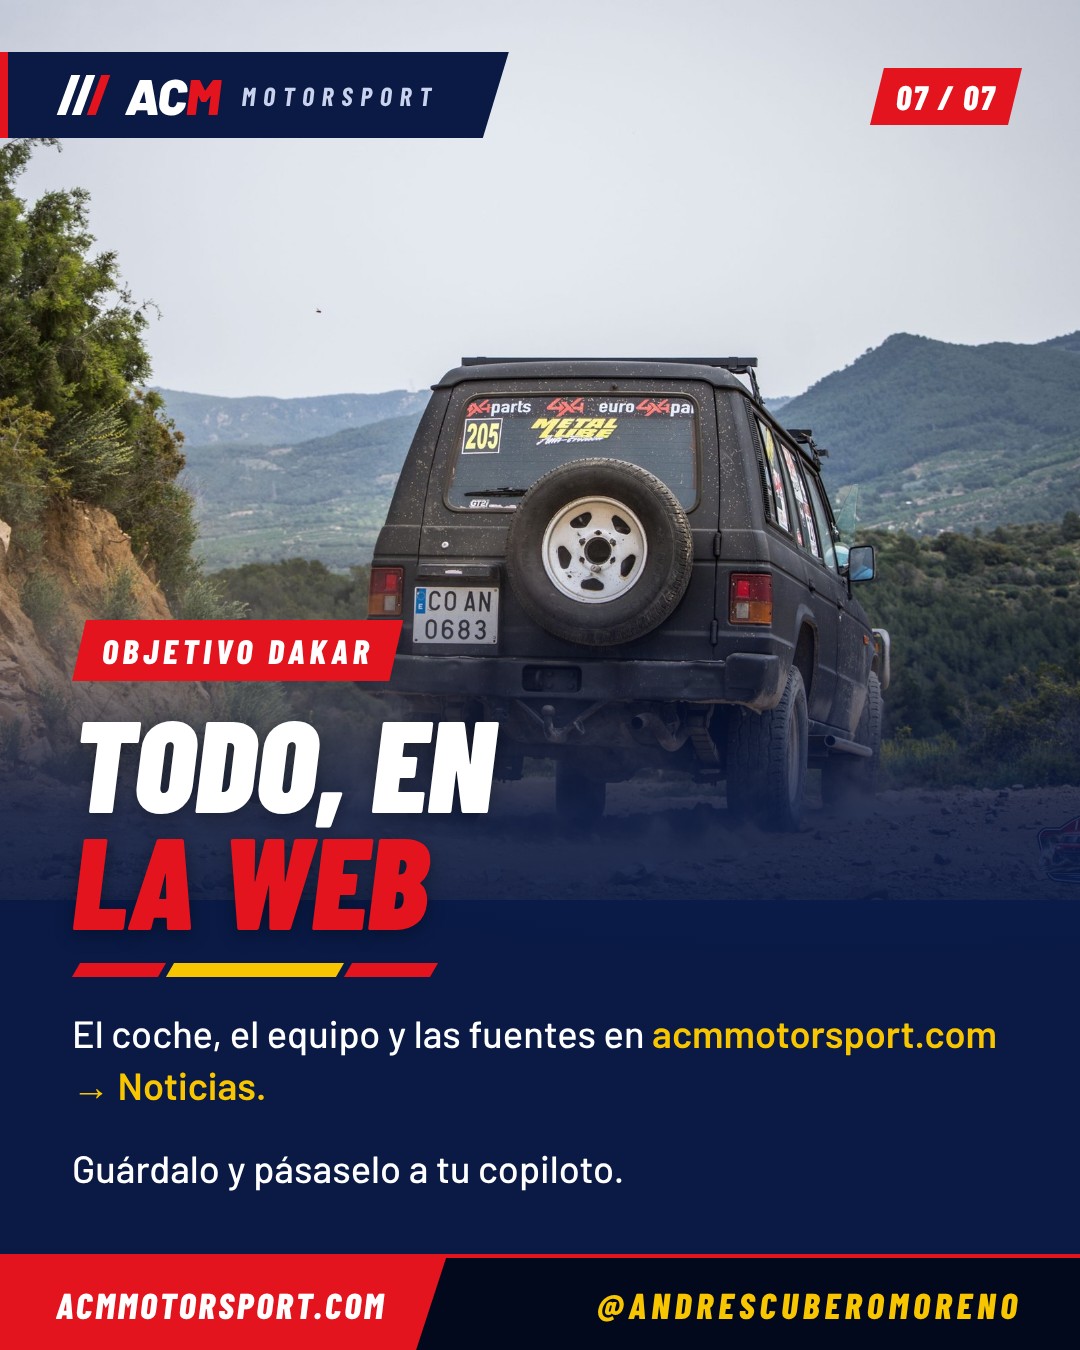 ACM MOTORSPORT
07 / 07
4x4parts 4x4 euro4x4pa
205
METAL
LUBE
CO AN
0683
OBJETIVO DAKAR
TODO, EN
LA WEB
El coche, el equipo y las fuentes en acmmotorsport.com
→ Noticias.
Guárdalo y pásaselo a tu copiloto.
ACMMOTORSPORT.COM
@ANDRESCUBEROMORENO